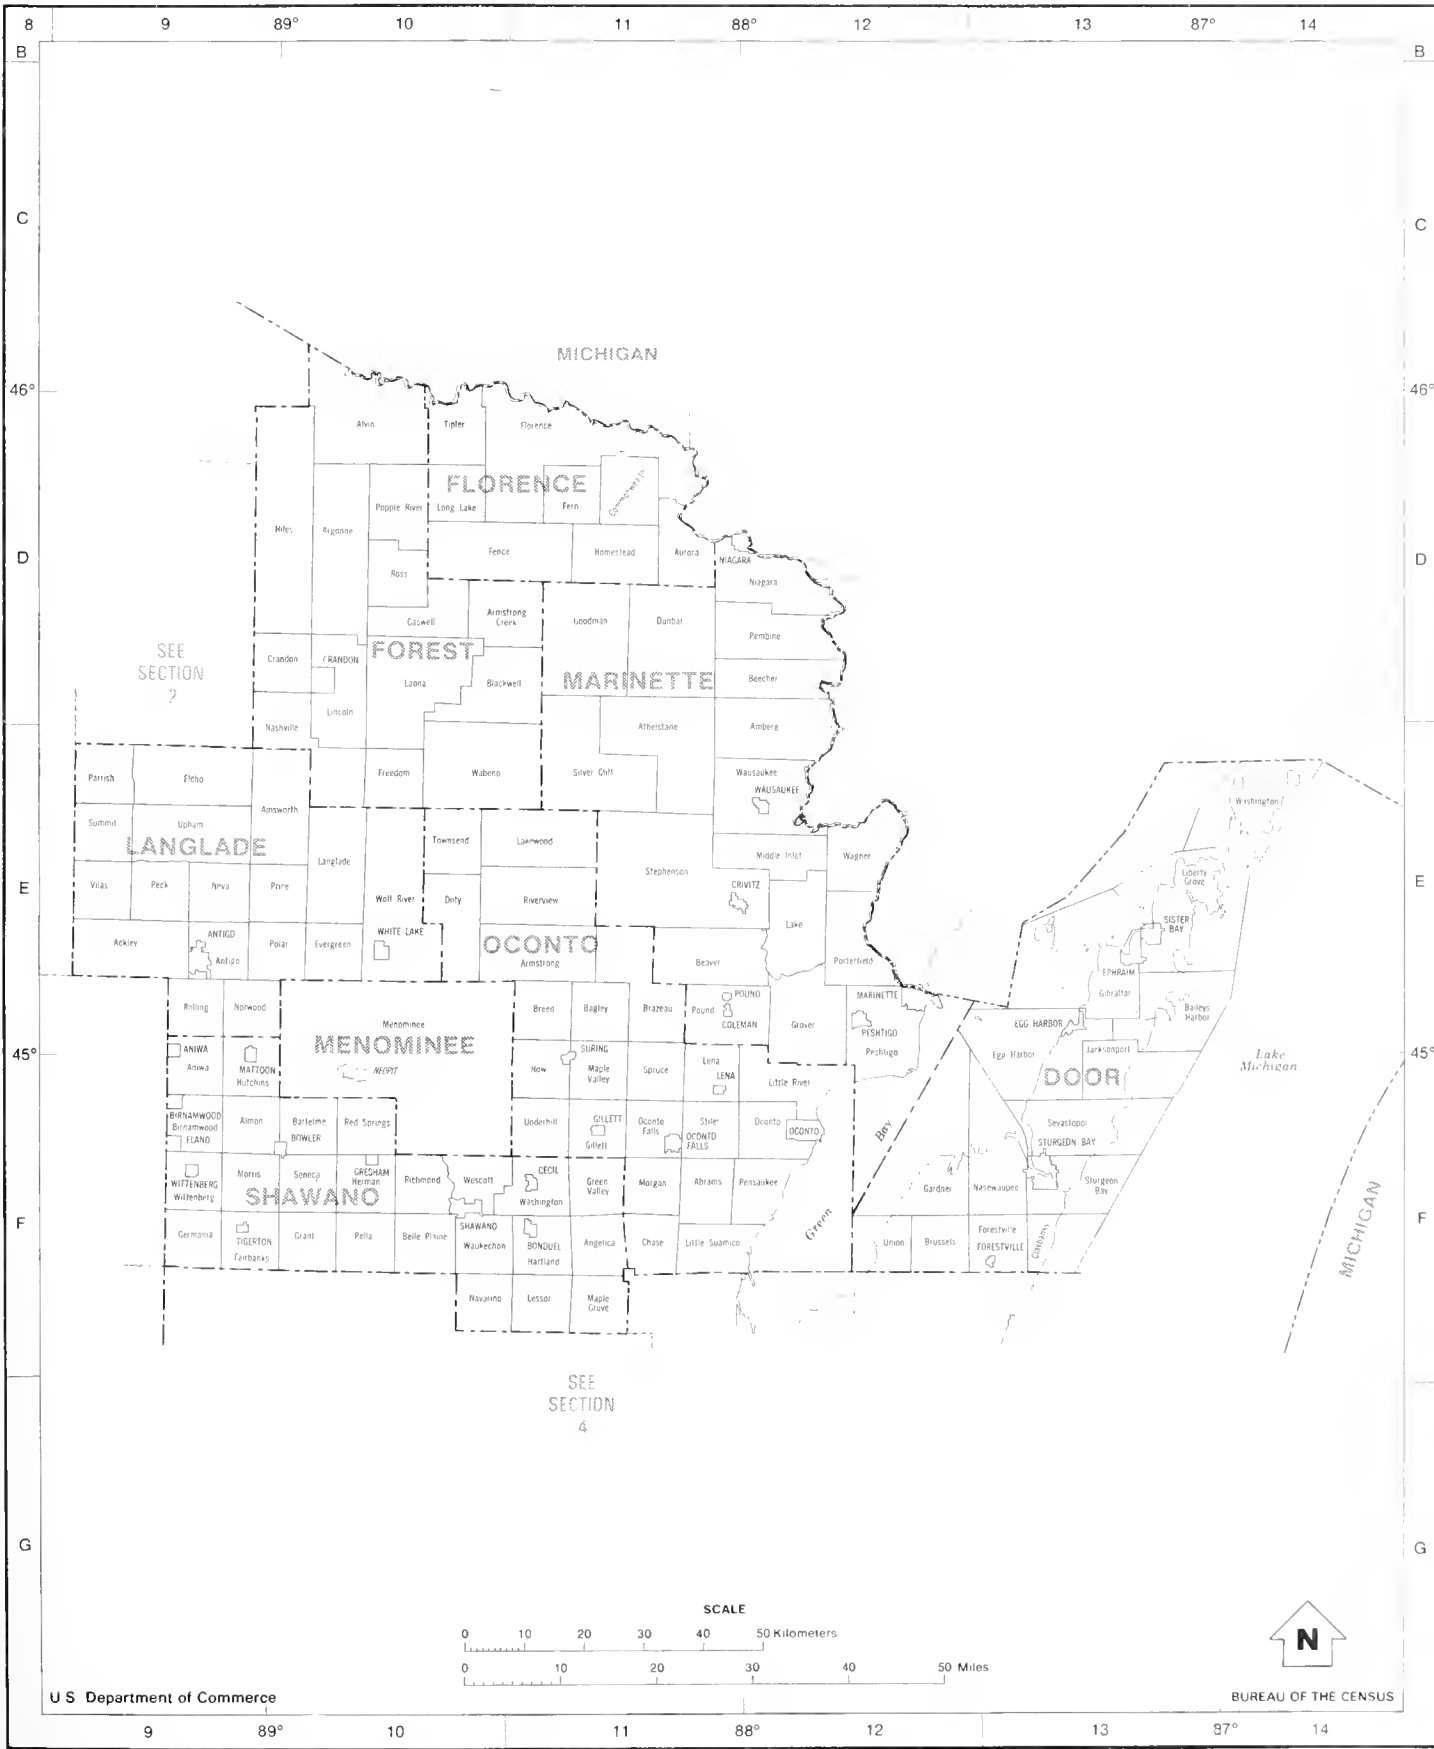 8 9 89° 10 11 88° 12 13 87° 14
B B
C C
MICHIGAN
46° 46°
Alvin Tipler Florence
FLORENCE
Commonwealth
Popple River Long Lake Fern
Hiles Argonne
Fence Homestead Aurora
D NIAGARA D
Ross Niagara
Armstrong
Creek
Caswell Goodman Dunbar
Pembine
SEE
SECTION
2
Crandon CRANDON FOREST
Laona Blackwell MARINETTE Beecher
Lincoln
Nashville Athelstane Amberg
Parrish Elcho Freedom Wabeno Silver Cliff Wausaukee
WAUSAUKEE
Ainsworth Washington
Summit Upham
LANGLADE
Townsend Lakewood
Langlade Middle Inlet Wagner
Stephenson
Liberty
Grove
E Vilas Peck Neva Price CRIVITZ E
Wolf River Doty Riverview
Lake SISTER
BAY
WHITE LAKE
ANTIGO
Ackley Antigo Polar Evergreen OCONTO
Armstrong Beaver Porterfield
EPHRAIM
Gibraltar
Rolling Norwood Breed Bagley Brazeau Pound POUND MARINETTE
Baileys
Harbor
Menominee COLEMAN Grover PESHTIGO EGG HARBOR
MENOMINEE
45° ANIWA SURING Peshtigo Egg Harbor Jacksonport 45°
Aniwa MATTOON
Hutchins
NEOPIT How Maple
Valley
Spruce Lena
LENA
Little River DOOR
Lake
Michigan
BIRNAMWOOD
Birnamwood
ELAND
Almon Bartelme
BOWLER
Red Springs Underhill GILLETT
Gillett
Oconto
Falls
Stiles
OCONTO
FALLS
Oconto
OCONTO
Bay
Sevastopol
STURGEON BAY
WITTENBERG
Wittenberg
Morris Seneca GRESHAM
Herman
Richmond Wescott CECIL
Washington
Green
Valley
Morgan Abrams Pensaukee Gardner Nasewaupee Sturgeon
Bay
SHAWANO
MICHIGAN
F F
Germania TIGERTON
Fairbanks
Grant Pella Belle Plaine SHAWANO
Waukechon
BONDUEL
Hartland
Angelica Chase Little Suamico Green Union Brussels Forestville
FORESTVILLE
Claybanks
Navarino Lessor Maple
Grove
SEE
SECTION
4
G G
SCALE
0 10 20 30 40 50 Kilometers
0 10 20 30 40 50 Miles
N
U S Department of Commerce
BUREAU OF THE CENSUS
9 89° 10 11 88° 12 13 87° 14